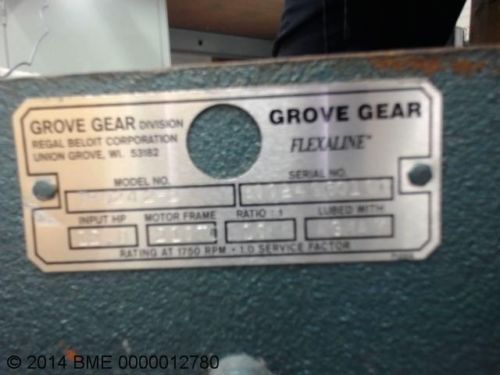 GROVE GEAR DIVISION
REGAL BELOIT CORPORATION
UNION GROVE, WI. 53182
GROVE GEAR
FLEXALINE™
MODEL NO.
SERIAL NO.
INPUT HP
MOTOR FRAME
RATIO : 1
LUBED WITH
RATING AT 1750 RPM - 1.0 SERVICE FACTOR
© 2014 BME 0000012780